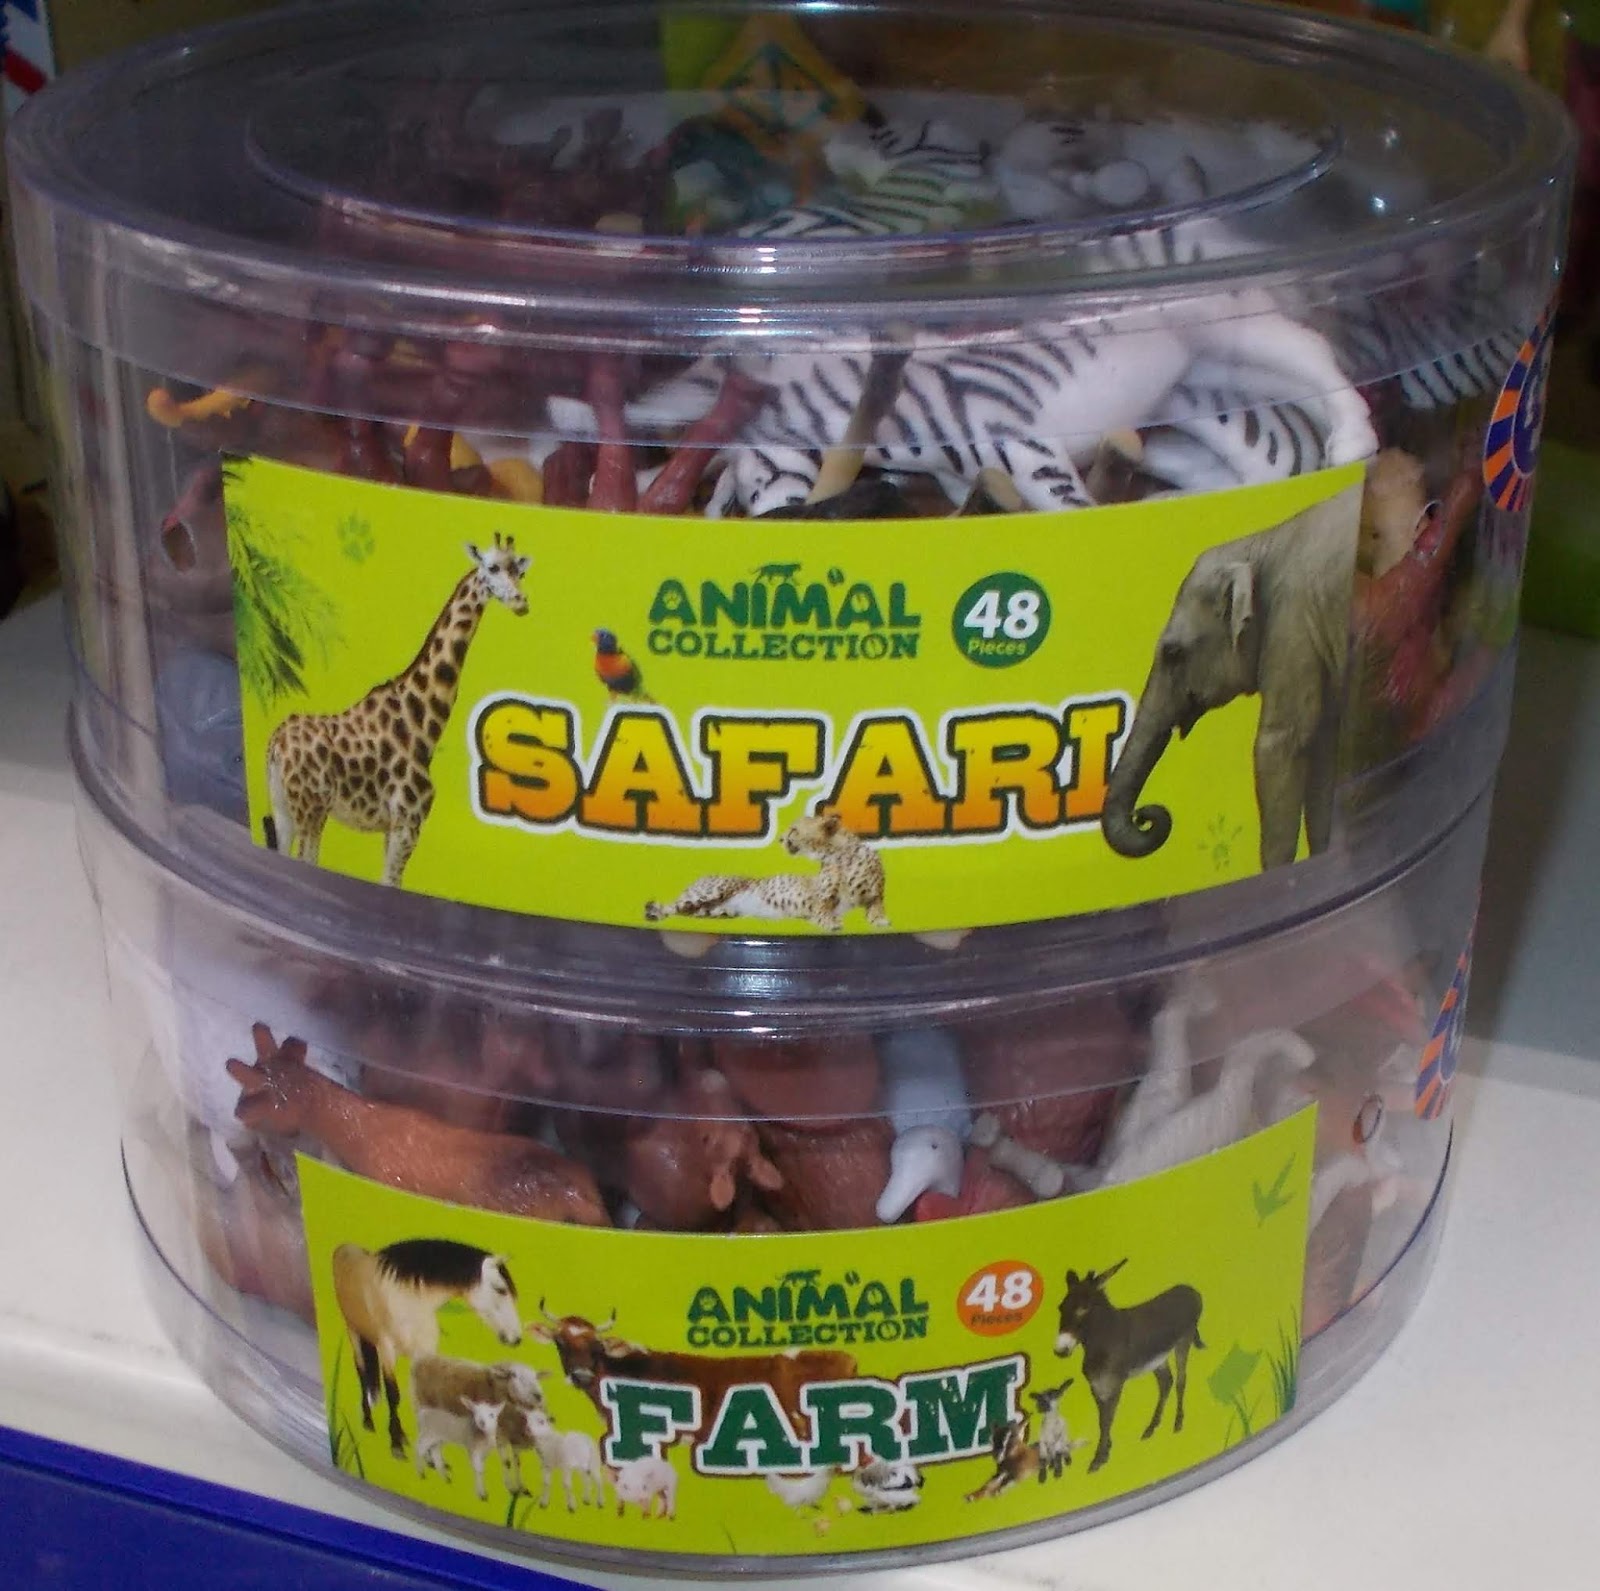 ANIMAL
COLLECTION
48
Pieces
SAFARI
ANIMAL
COLLECTION
48
Pieces
FARM